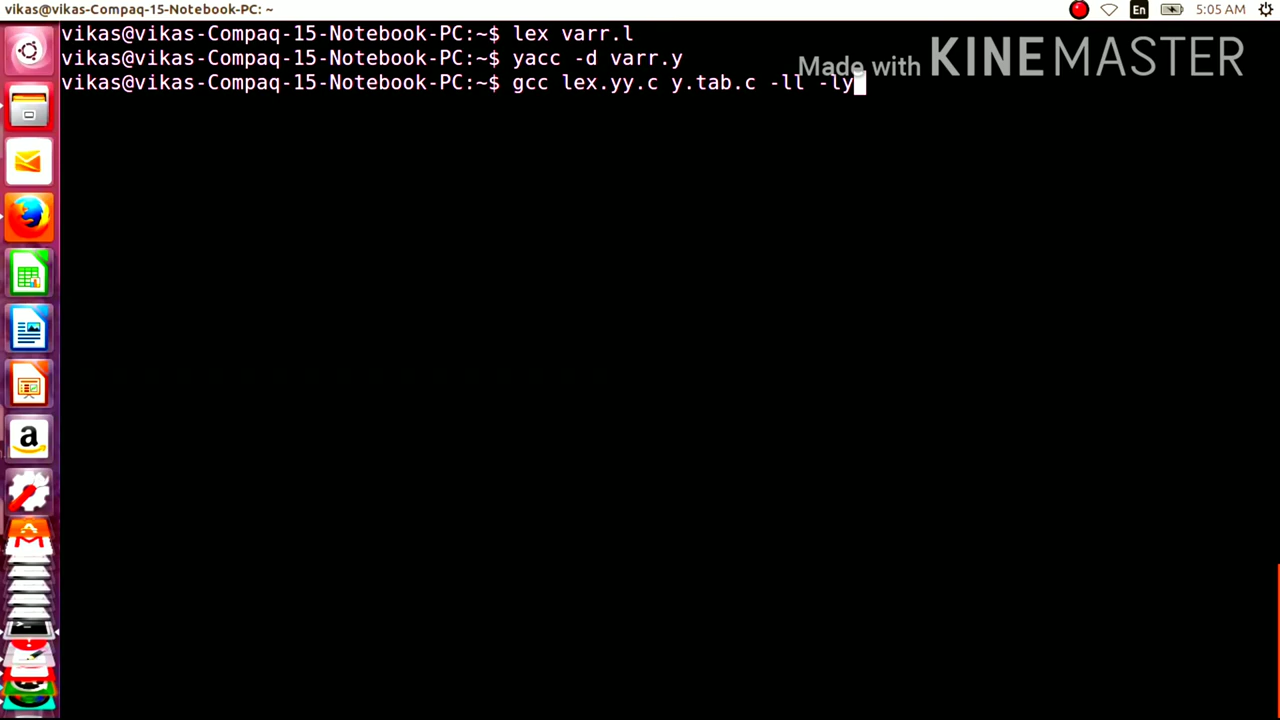 vikas@vikas-Compaq-15-Notebook-PC: ~
En
5:05 AM
vikas@vikas-Compaq-15-Notebook-PC:~$ lex varr.l
vikas@vikas-Compaq-15-Notebook-PC:~$ yacc -d varr.y
vikas@vikas-Compaq-15-Notebook-PC:~$ gcc lex.yy.c y.tab.c -ll -ly
Made with KINEMASTER
a